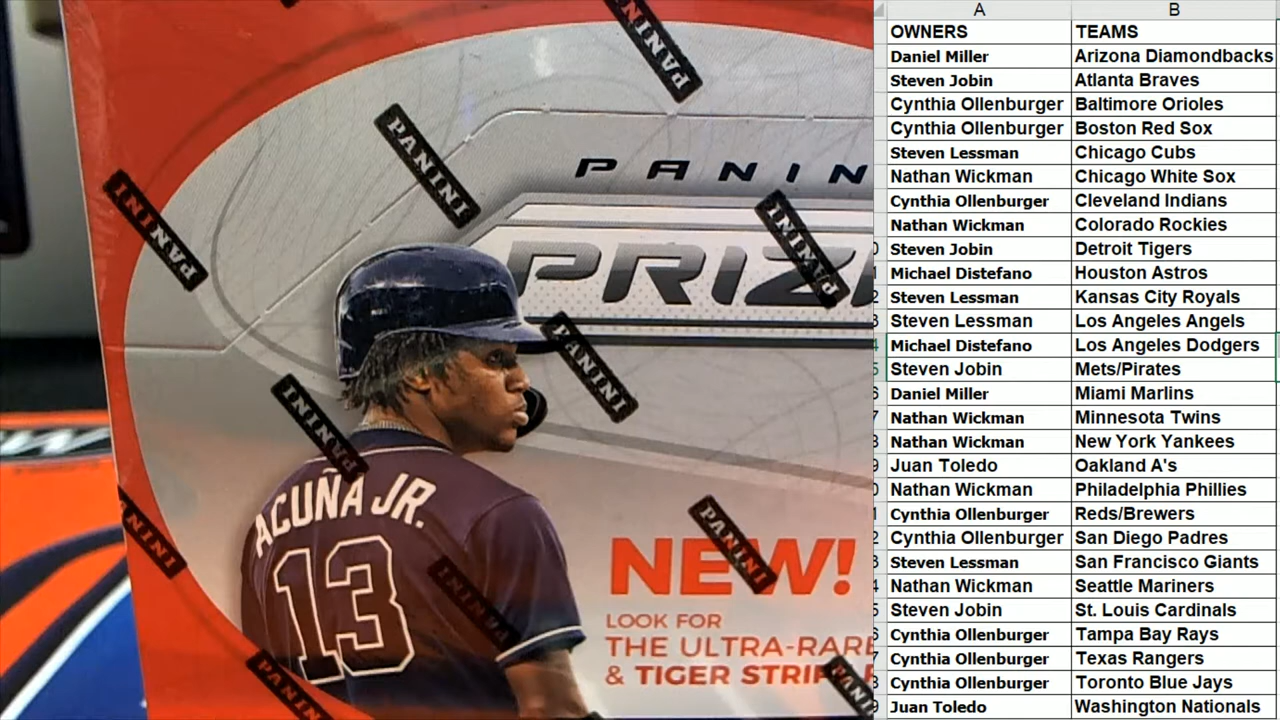 PANINI
PANINI
PANINI
PANINI
PANINI
PANINI
PANINI
PANINI
PANINI
PANINI
PANINI
PANIN
PRIZ
ACUÑA JR.
13
NEW!
LOOK FOR
THE ULTRA-RARE
& TIGER STRIP
A B
OWNERS TEAMS
Daniel Miller Arizona Diamondbacks
Steven Jobin Atlanta Braves
Cynthia Ollenburger Baltimore Orioles
Cynthia Ollenburger Boston Red Sox
Steven Lessman Chicago Cubs
Nathan Wickman Chicago White Sox
Cynthia Ollenburger Cleveland Indians
Nathan Wickman Colorado Rockies
Steven Jobin Detroit Tigers
Michael Distefano Houston Astros
Steven Lessman Kansas City Royals
Steven Lessman Los Angeles Angels
Michael Distefano Los Angeles Dodgers
Steven Jobin Mets/Pirates
Daniel Miller Miami Marlins
Nathan Wickman Minnesota Twins
Nathan Wickman New York Yankees
Juan Toledo Oakland A's
Nathan Wickman Philadelphia Phillies
Cynthia Ollenburger Reds/Brewers
Cynthia Ollenburger San Diego Padres
Steven Lessman San Francisco Giants
Nathan Wickman Seattle Mariners
Steven Jobin St. Louis Cardinals
Cynthia Ollenburger Tampa Bay Rays
Cynthia Ollenburger Texas Rangers
Cynthia Ollenburger Toronto Blue Jays
Juan Toledo Washington Nationals